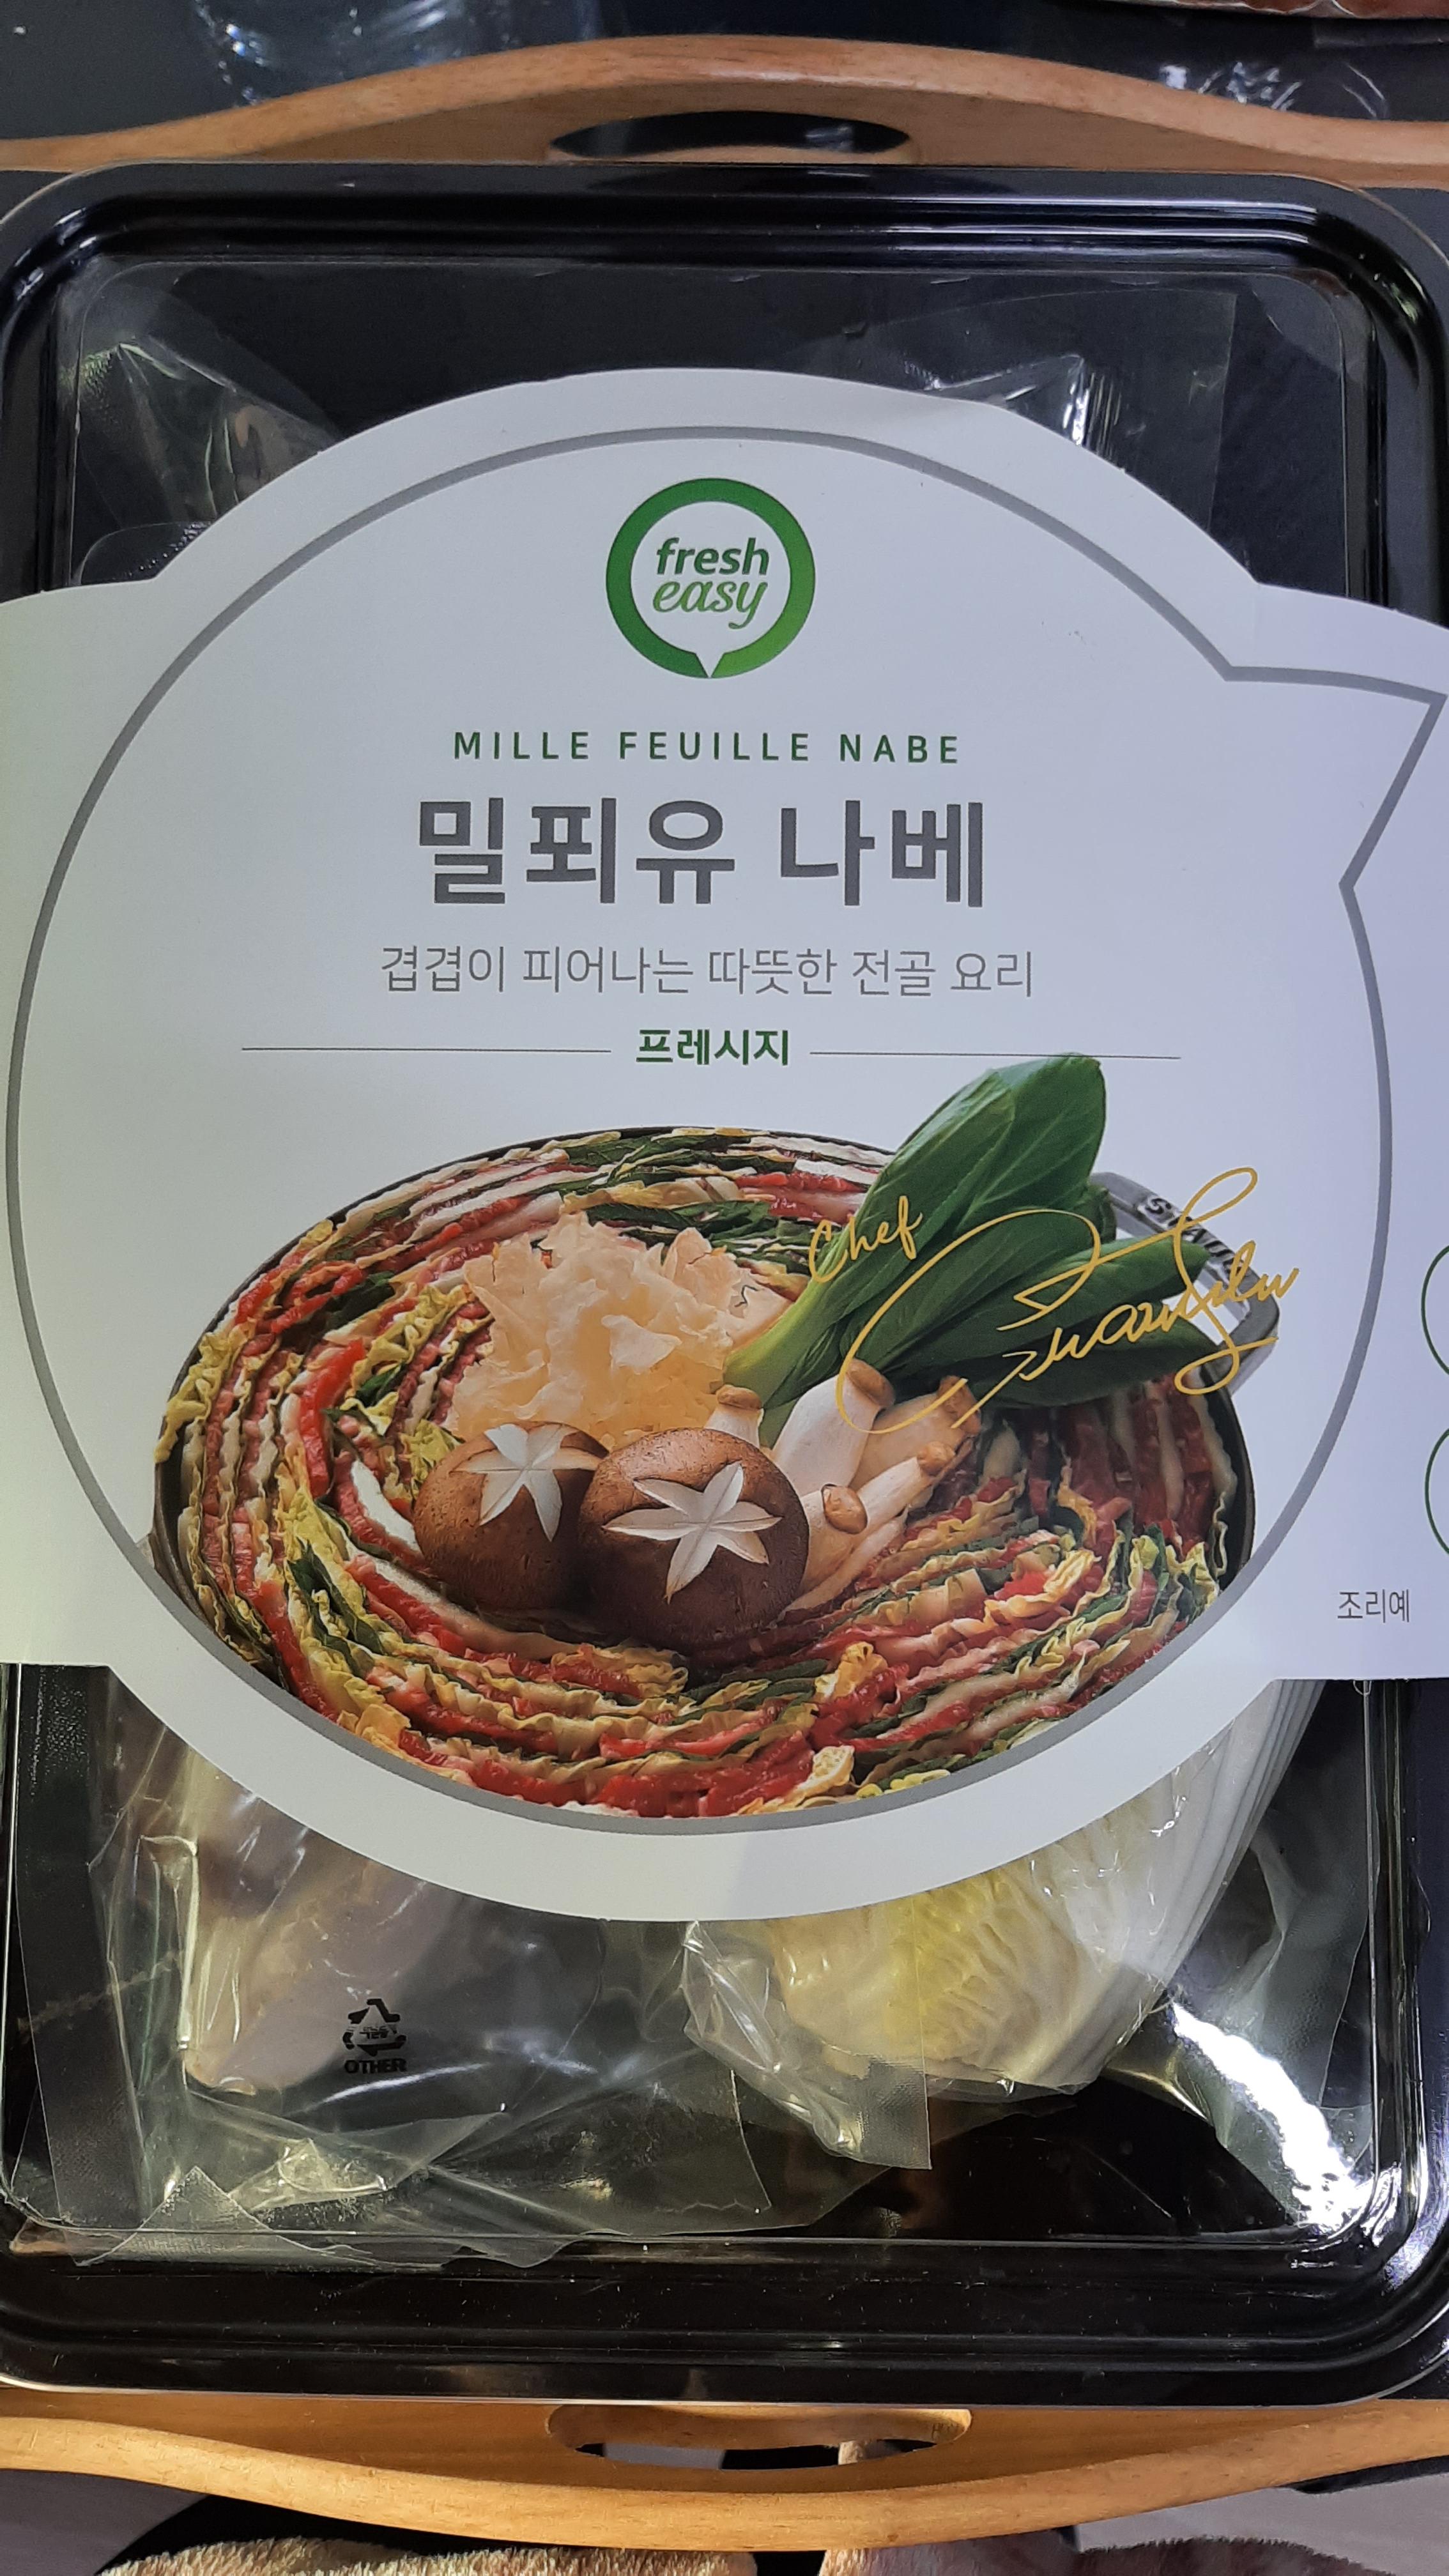 fresh
easy
MILLE FEUILLE NABE
밀푀유 나베
겹겹이 피어나는 따뜻한 전골 요리
프레시지
Chef
조리예
OTHER